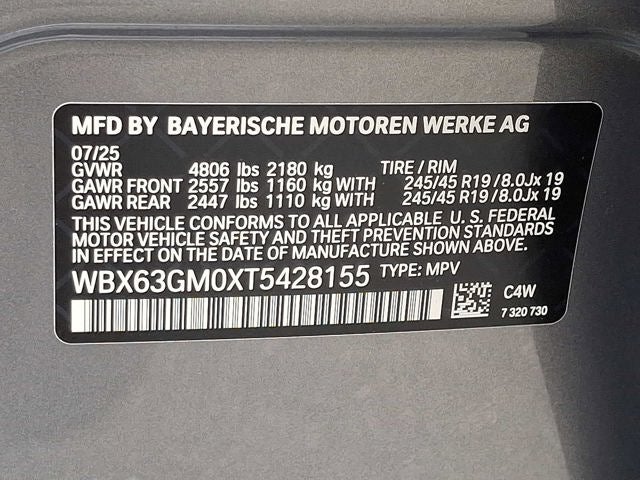 MFD BY BAYERISCHE MOTOREN WERKE AG
07/25
GVWR 4806 lbs 2180 kg TIRE / RIM
GAWR FRONT 2557 lbs 1160 kg WITH 245/45 R19/8.0Jx 19
GAWR REAR 2447 lbs 1110 kg WITH 245/45 R19/8.0Jx 19
THIS VEHICLE CONFORMS TO ALL APPLICABLE U. S. FEDERAL
MOTOR VEHICLE SAFETY AND THEFT PREVENTION STANDARDS
IN EFFECT ON THE DATE OF MANUFACTURE SHOWN ABOVE.
WBX63GM0XT5428155 TYPE: MPV
C4W
7 320 730